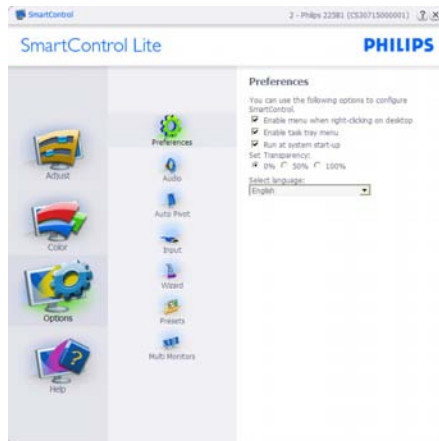 SmartControl
2 - Philips 225B1 (CS30715000001)
SmartControl Lite
PHILIPS
Adjust
Color
Options
Help
Preferences
Audio
Auto Pivot
Input
Wizard
Presets
Multi Monitors
Preferences
You can use the following options to configure
SmartControl.
Enable menu when right-clicking on desktop
Enable task tray menu
Run at system start-up
Set Transparency:
0% 50% 100%
Select language:
English